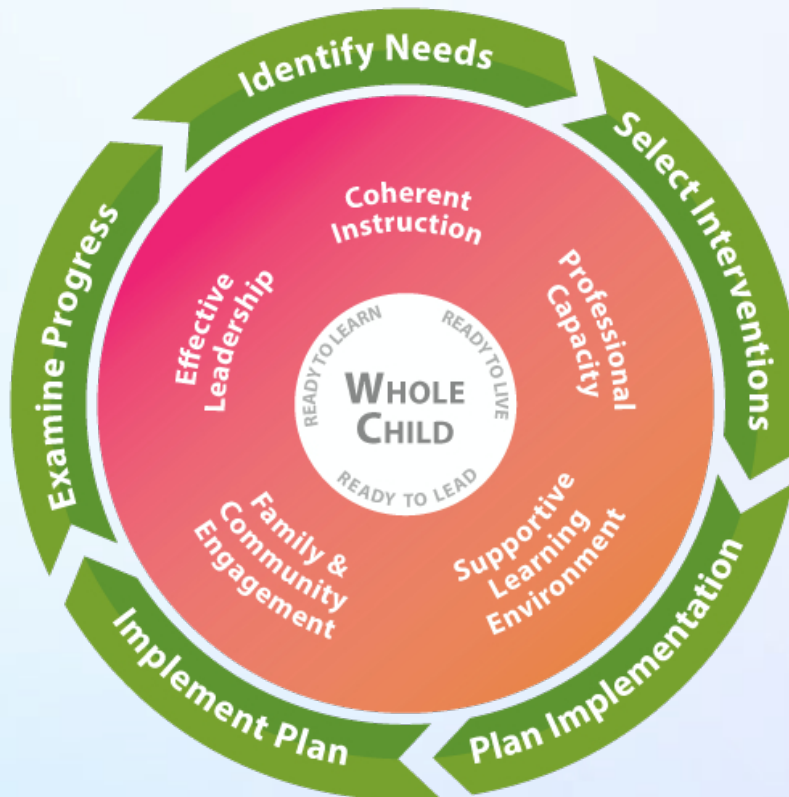 Identify Needs
Select Interventions
Plan Implementation
Implement Plan
Examine Progress
Coherent
Instruction
Professional
Capacity
Supportive
Learning
Environment
Family &
Community
Engagement
Effective
Leadership
READY TO LEARN
READY TO LIVE
WHOLE
CHILD
READY TO LEAD